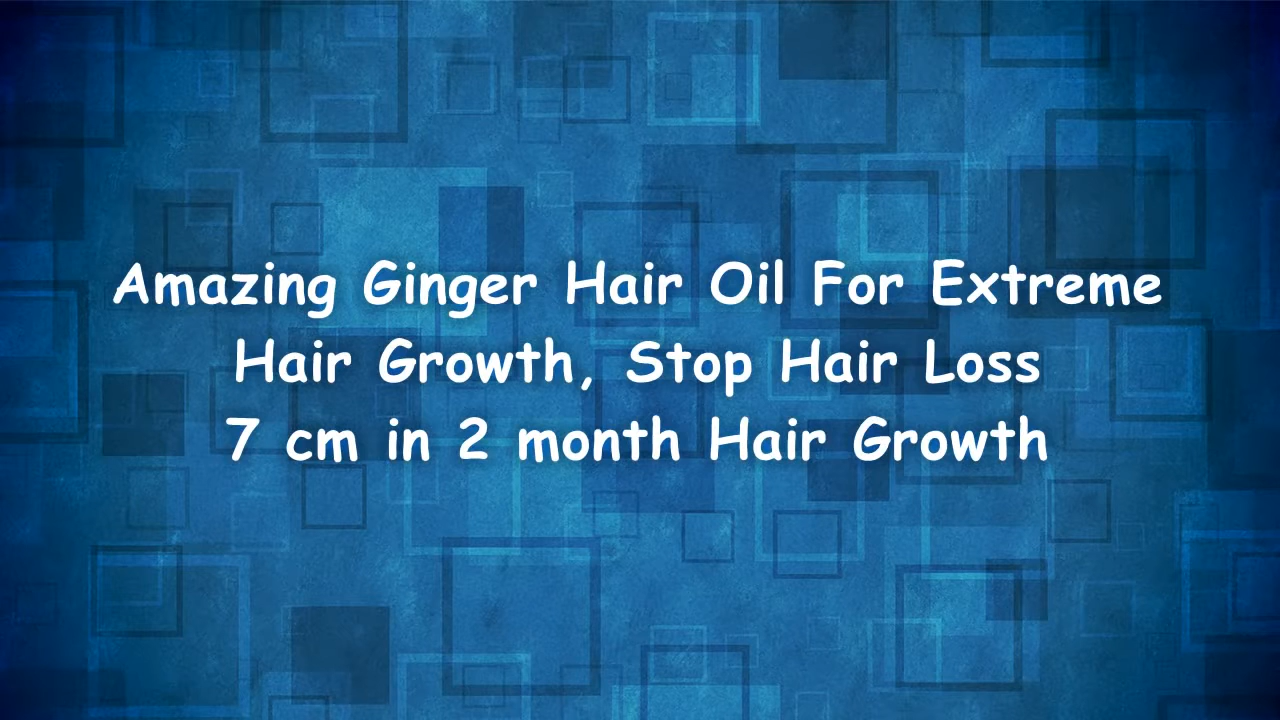 Amazing Ginger Hair Oil For Extreme
Hair Growth, Stop Hair Loss
7 cm in 2 month Hair Growth